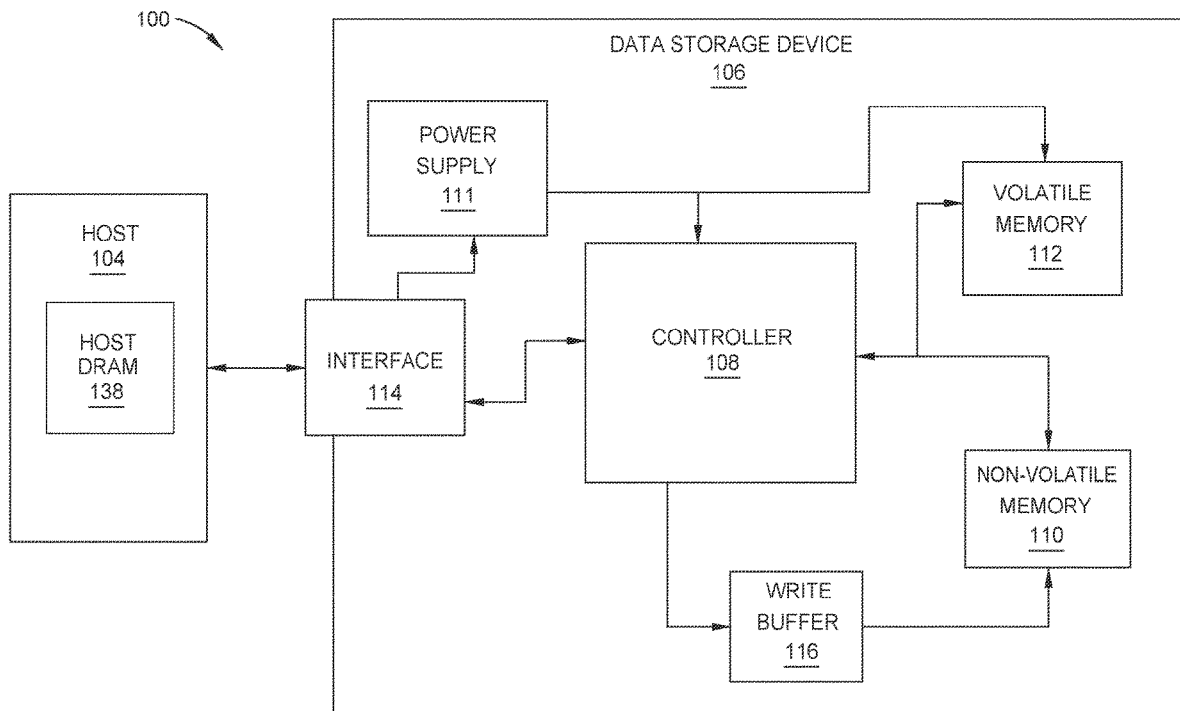 100
DATA STORAGE DEVICE
106
POWER
SUPPLY
111
VOLATILE
MEMORY
112
HOST
104
HOST
DRAM
138
INTERFACE
114
CONTROLLER
108
NON-VOLATILE
MEMORY
110
WRITE
BUFFER
116